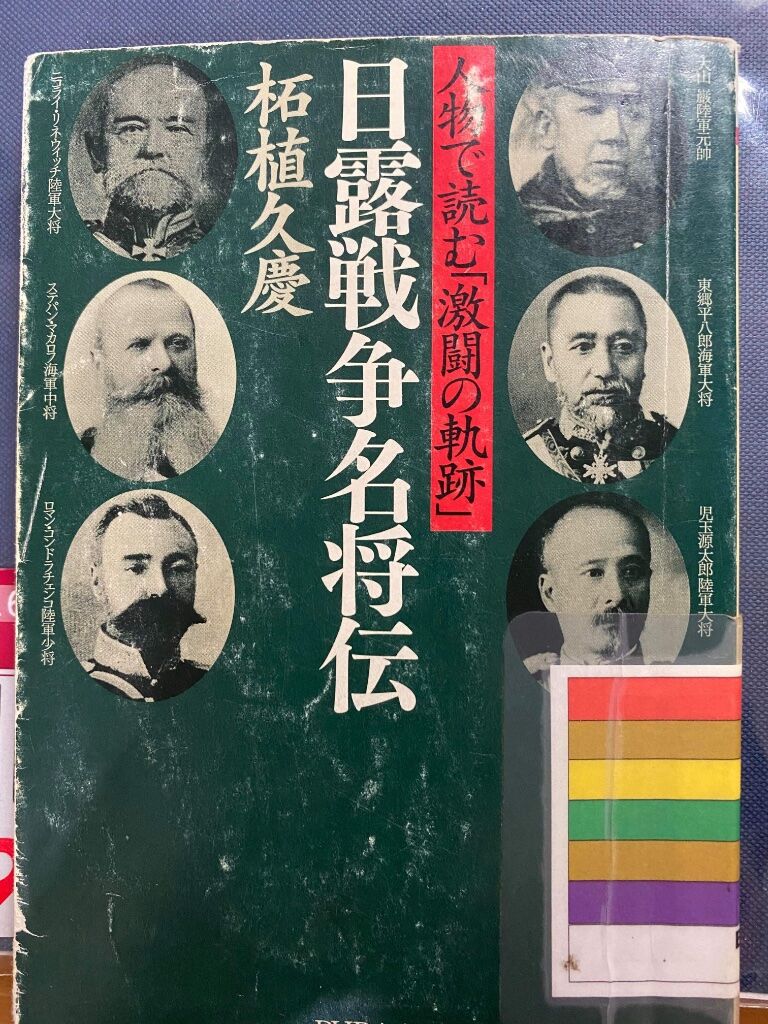 大山 巌陸軍元帥
東郷平八郎海軍大将
児玉源太郎陸軍大将
人物で読む「激闘の軌跡」
日露戦争名将伝
柘植久慶
ニコライ・リネウィッチ陸軍大将
ステパン・マカロフ海軍中将
ロマン・コンドラチェンコ陸軍少将